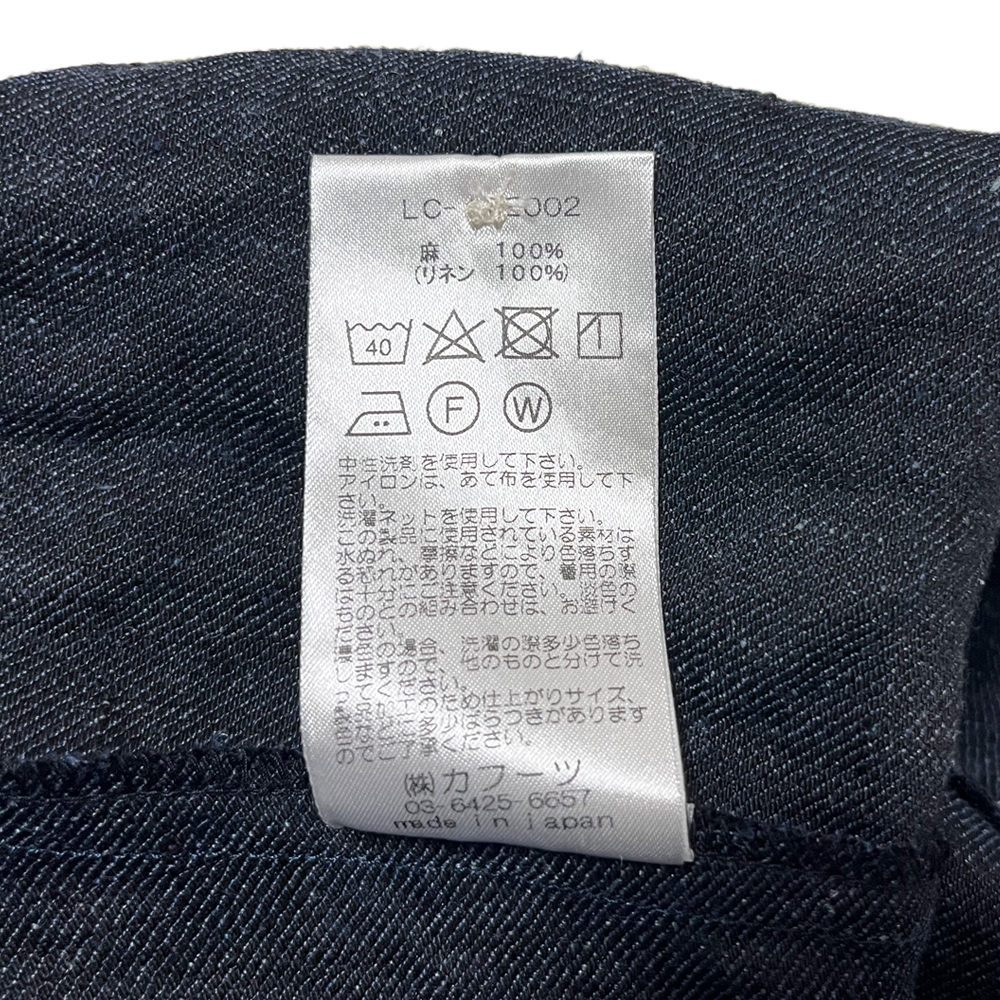 LC-
麻 100%
(リネン 100%)
40
F W
中性洗剤を使用して下さい。
アイロンは、あて布を使用して下
さい。
洗濯ネットを使用して下さい。
この製品に使用されている素材は
水ぬれ、摩擦などにより色落ちす
る恐れがありますので、着用の際
は十分にご注意ください。淡色の
ものとの組み合わせは、お避けく
ださい。
の場合、洗濯の際多少色落ち
しますので、他のものと分けて洗
ってください。
加工のため仕上がりサイズ、
色などに多少ばらつきがあります
のでご了承
㈱カフーツ
03-6425-6657
made in japan